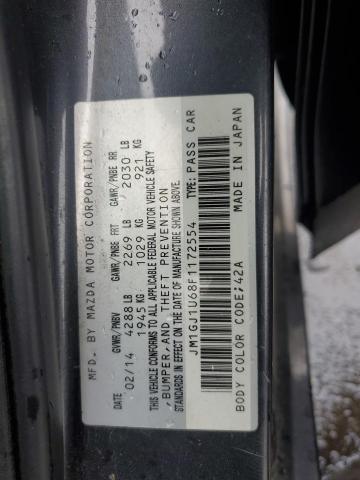 MFD. BY MAZDA MOTOR CORPORATION
DATE GVWR/PNBV GAWR/PNBE FRT GAWR/PNBE RR
02/14 4288 LB 2269 LB 2030 LB
1945 KG 1029 KG 921 KG
THIS VEHICLE CONFORMS TO ALL APPLICABLE FEDERAL MOTOR VEHICLE SAFETY
,BUMPER,AND THEFT PREVENTION
STANDARDS IN EFFECT ON THE DATE OF MANUFACTURE SHOWN ABOVE.
JM1GJ1U68F1172554 TYPE: PASS CAR
BODY COLOR CODE:42A MADE IN JAPAN